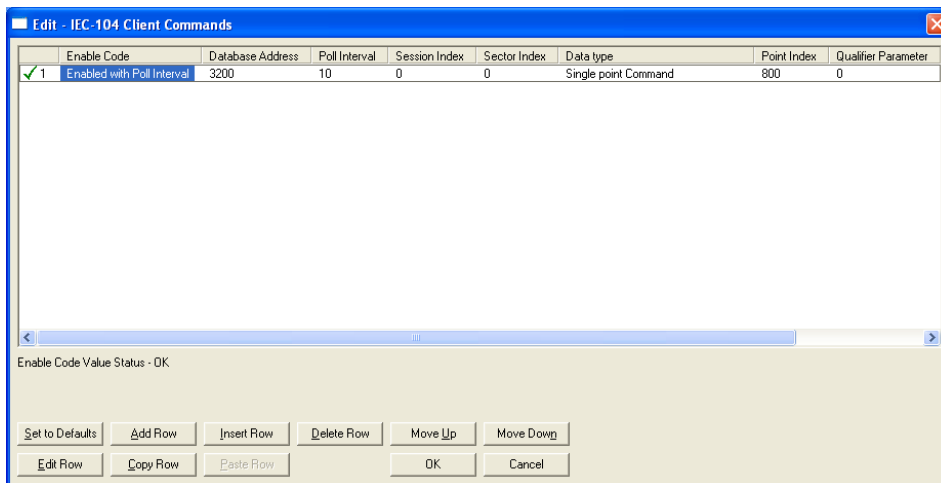 Edit - IEC-104 Client Commands
Enable Code Database Address Poll Interval Session Index Sector Index Data type Point Index Qualifier Parameter
1 Enabled with Poll Interval 3200 10 0 0 Single point Command 800 0
Enable Code Value Status - OK
Set to Defaults Add Row Insert Row Delete Row Move Up Move Down
Edit Row Copy Row Paste Row OK Cancel